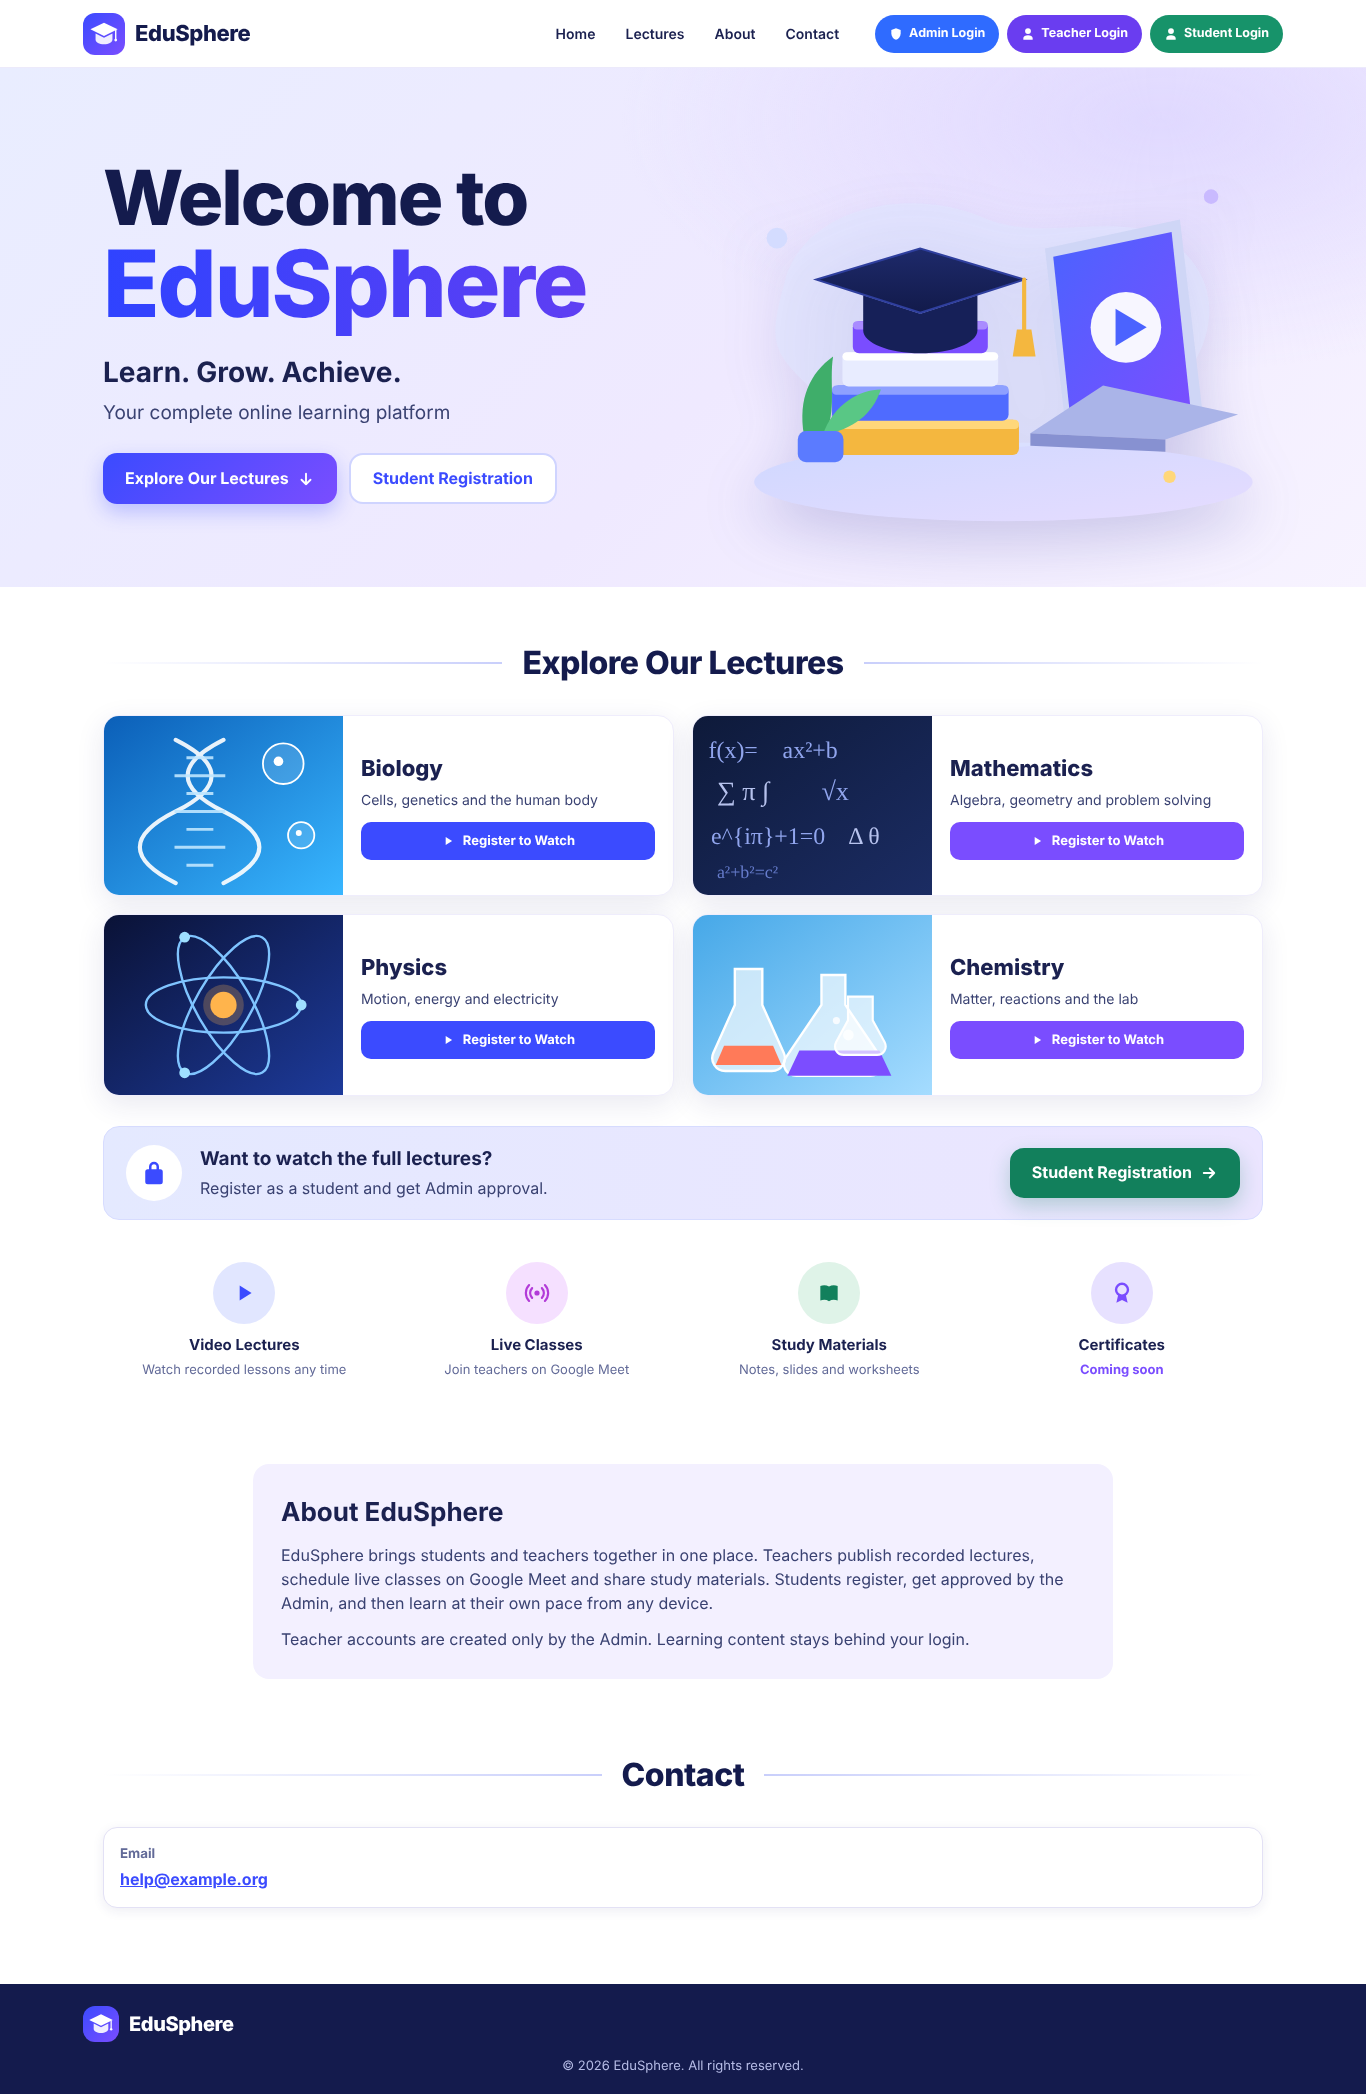 EduSphere
Home Lectures About Contact Admin Login Teacher Login Student Login
Welcome to
EduSphere
Learn. Grow. Achieve.
Your complete online learning platform
Explore Our Lectures Student Registration
Explore Our Lectures
Biology
Cells, genetics and the human body
Register to Watch
f(x)= ax²+b
∑ π ∫ √x
e^{iπ}+1=0 Δ θ
a²+b²=c²
Mathematics
Algebra, geometry and problem solving
Register to Watch
Physics
Motion, energy and electricity
Register to Watch
Chemistry
Matter, reactions and the lab
Register to Watch
Want to watch the full lectures?
Register as a student and get Admin approval.
Student Registration
Video Lectures
Watch recorded lessons any time
Live Classes
Join teachers on Google Meet
Study Materials
Notes, slides and worksheets
Certificates
Coming soon
About EduSphere
EduSphere brings students and teachers together in one place. Teachers publish recorded lectures,
schedule live classes on Google Meet and share study materials. Students register, get approved by the
Admin, and then learn at their own pace from any device.
Teacher accounts are created only by the Admin. Learning content stays behind your login.
Contact
Email
help@example.org
EduSphere
© 2026 EduSphere. All rights reserved.